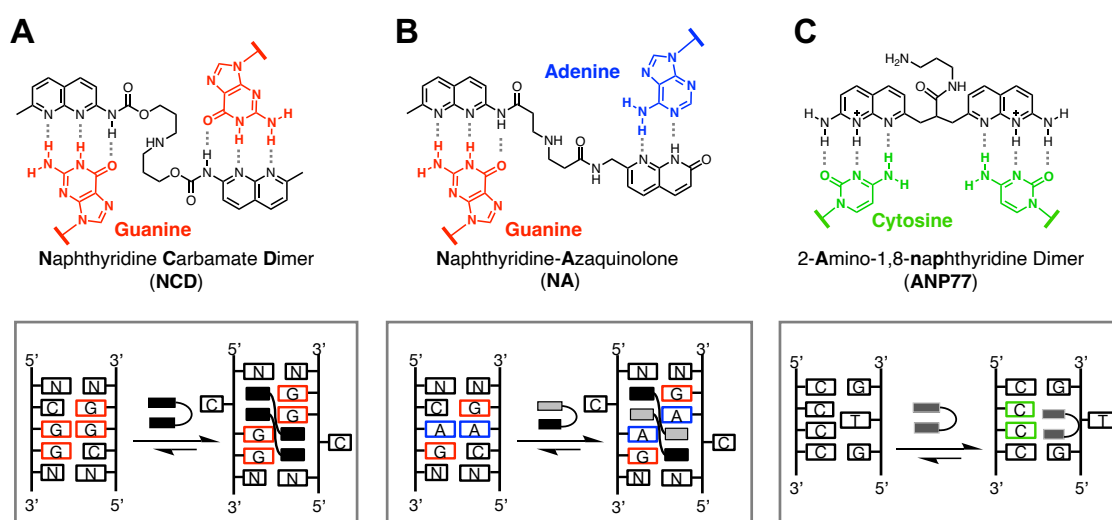 A
B
C
N N H O O N H O N O H N N
N N N N H O H N H
H N H N H O N N N N
Guanine
Naphthyridine Carbamate Dimer
(NCD)
Adenine
N N N N N H H
N N N H O H N N H O N H N O
H N H N H O N N N N
Guanine
Naphthyridine-Azaquinolone
(NA)
H2N NH O
N H H N + H N N N + H N H H
O N N H H N H H N N O
Cytosine
2-Amino-1,8-naphthyridine Dimer
(ANP77)
5’ 3’
N N
C G
G G
G C
N N
3’ 5’
5’ 3’
N N
C G
G
G
G C
N N
3’ 5’
5’ 3’
N N
C G
A A
G C
N N
3’ 5’
5’ 3’
N N
C G
A
A
G C
N N
3’ 5’
5’ 3’
C G
C T
C
C G
3’ 5’
5’ 3’
C G
C T
C
C G
3’ 5’